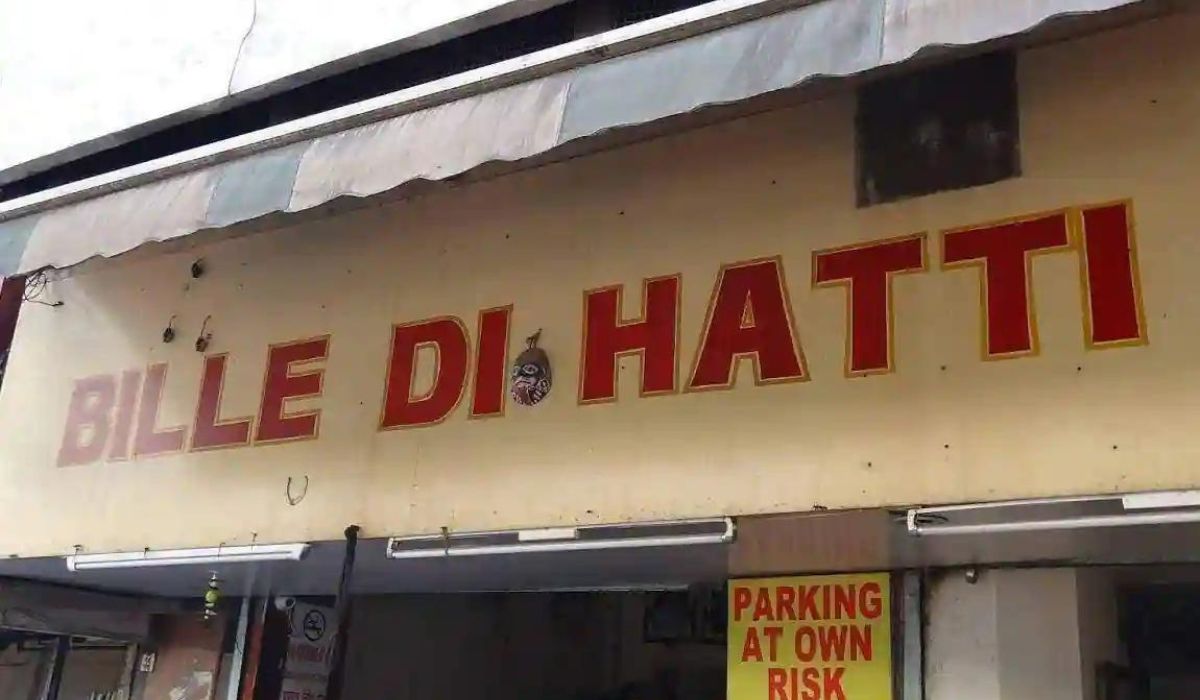 BILLE DI HATTI
PARKING
AT OWN
RISK